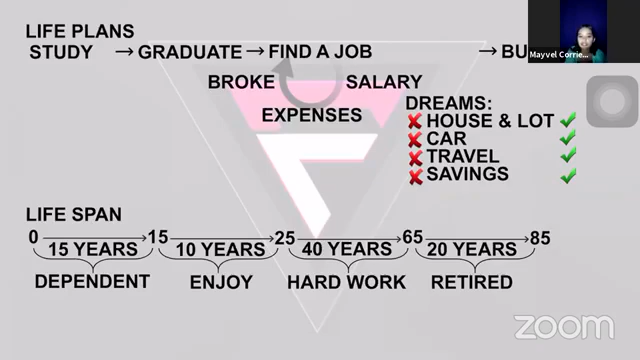 LIFE PLANS
STUDY → GRADUATE → FIND A JOB → BU
BROKE SALARY
EXPENSES
DREAMS:
❌ HOUSE & LOT ✔
❌ CAR ✔
❌ TRAVEL ✔
❌ SAVINGS ✔
LIFE SPAN
0 → 15 → 25 → 65 → 85
15 YEARS 10 YEARS 40 YEARS 20 YEARS
DEPENDENT ENJOY HARD WORK RETIRED
Mayvel Corrie...
zoom